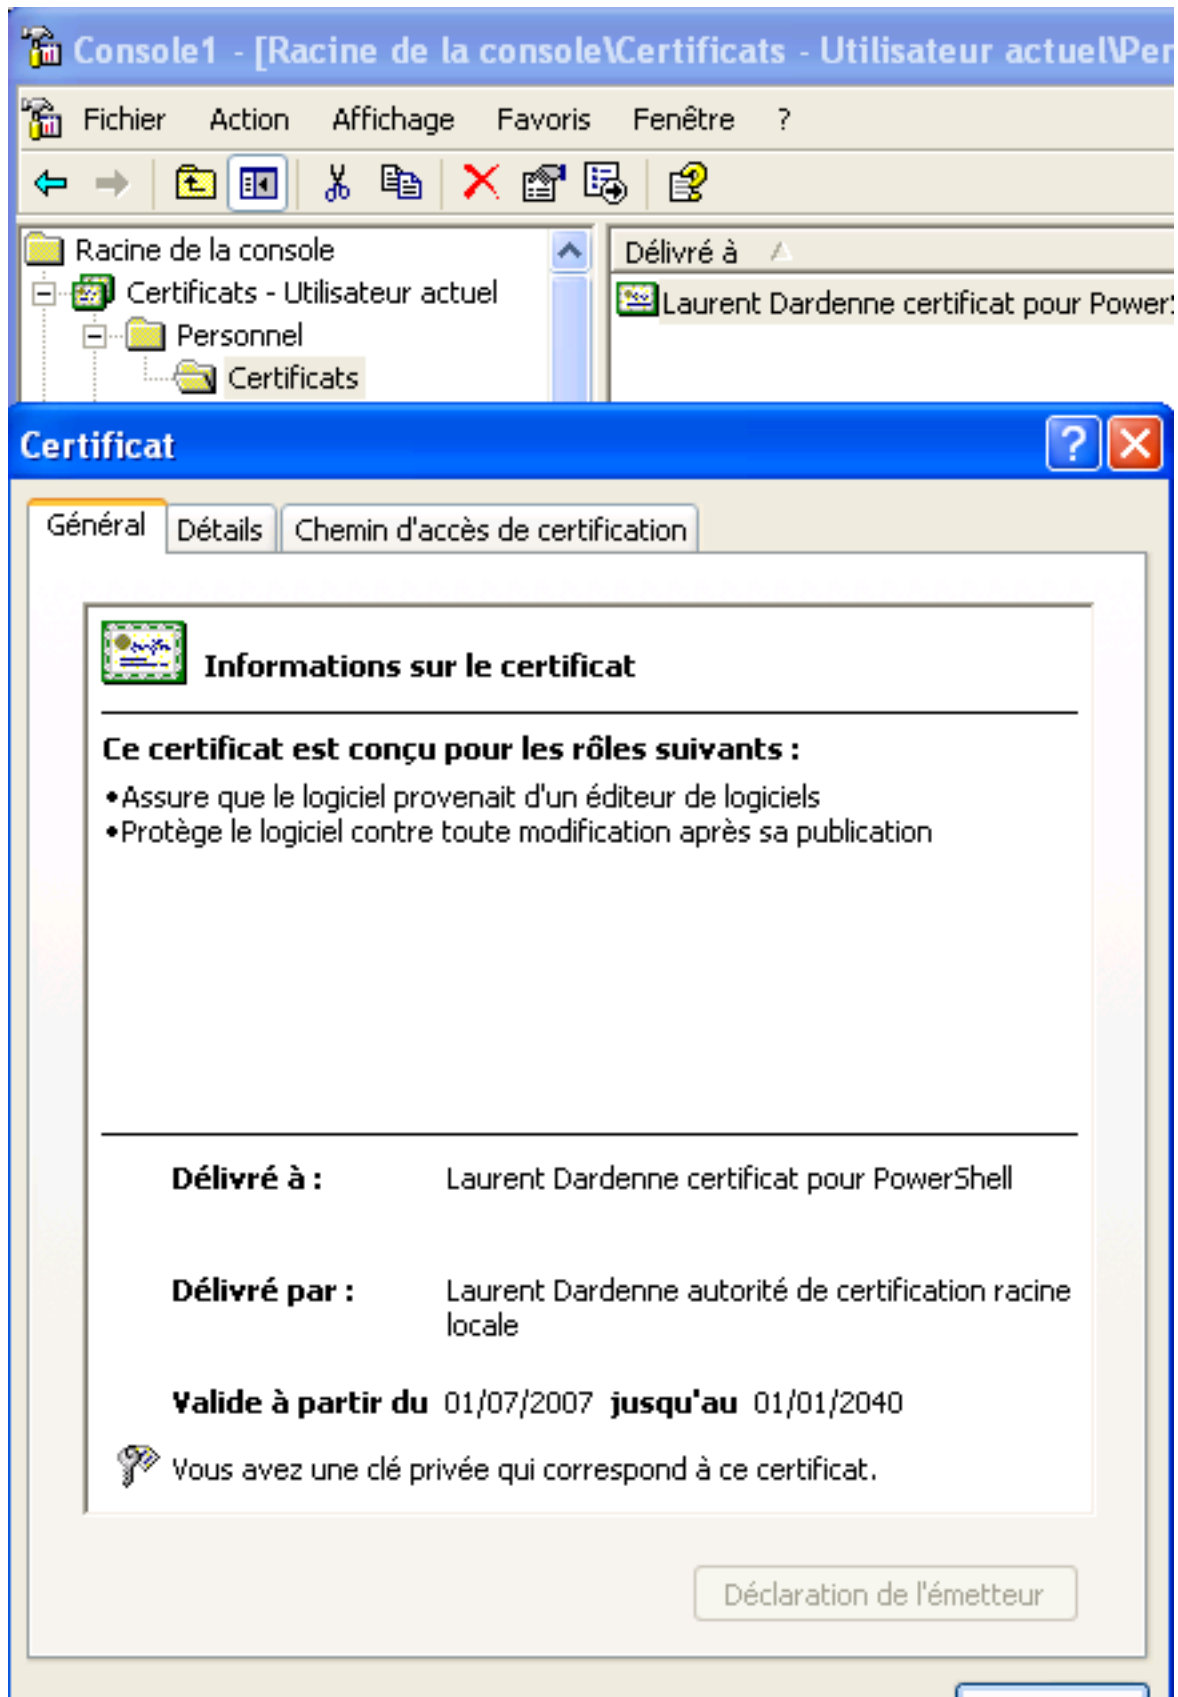 Console1 - [Racine de la console\Certificats - Utilisateur actuel\Per
Fichier Action Affichage Favoris Fenêtre ?
Racine de la console
Certificats - Utilisateur actuel
Personnel
Certificats
Délivré à
Laurent Dardenne certificat pour Power
Certificat
Général Détails Chemin d'accès de certification
Informations sur le certificat
Ce certificat est conçu pour les rôles suivants :
•Assure que le logiciel provenait d'un éditeur de logiciels
•Protège le logiciel contre toute modification après sa publication
Délivré à : Laurent Dardenne certificat pour PowerShell
Délivré par : Laurent Dardenne autorité de certification racine
locale
Valide à partir du 01/07/2007 jusqu'au 01/01/2040
Vous avez une clé privée qui correspond à ce certificat.
Déclaration de l'émetteur